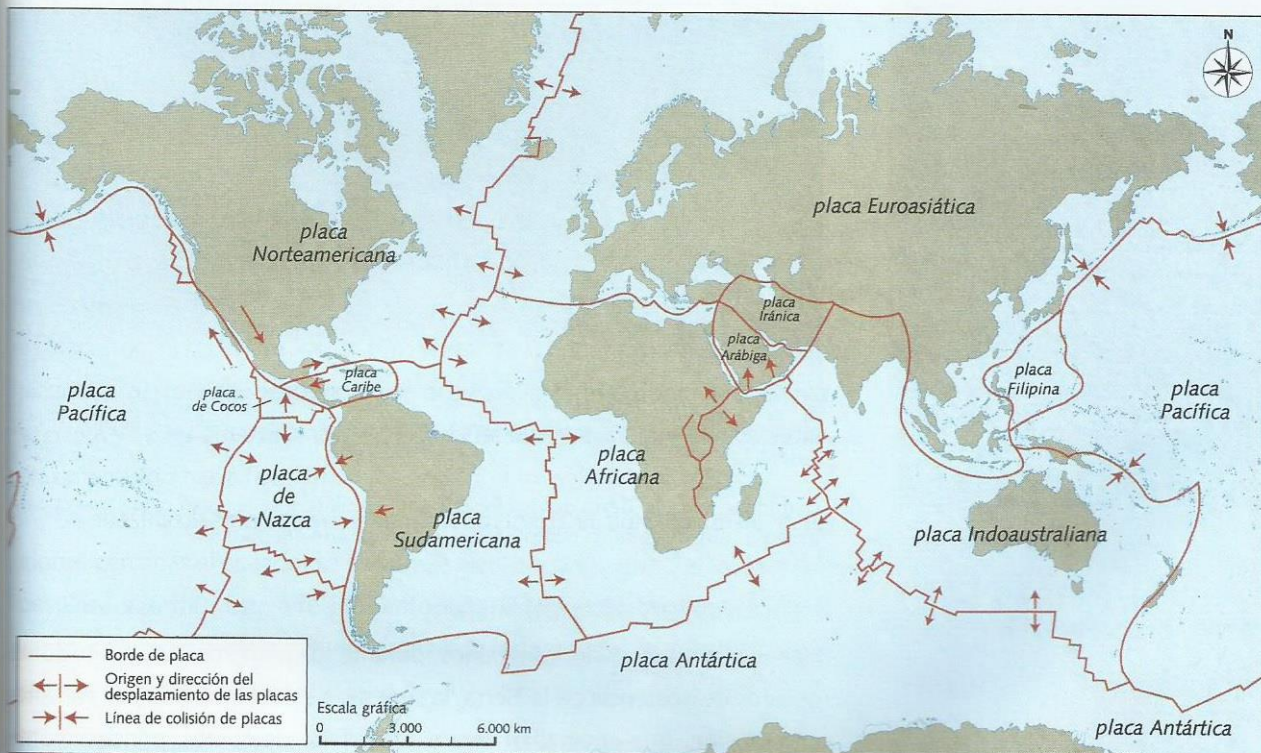 N
placa
Norteamericana
placa Euroasiática
placa
Iránica
placa
Arábiga
placa
Caribe
placa
de Cocos
placa
Filipina
placa
Pacífica
placa
Pacífica
placa
de
Nazca
placa
Africana
placa
Sudamericana
placa Indoaustraliana
placa Antártica
placa Antártica
Borde de placa
Origen y dirección del
desplazamiento de las placas
Línea de colisión de placas
Escala gráfica
0 3.000 6.000 km